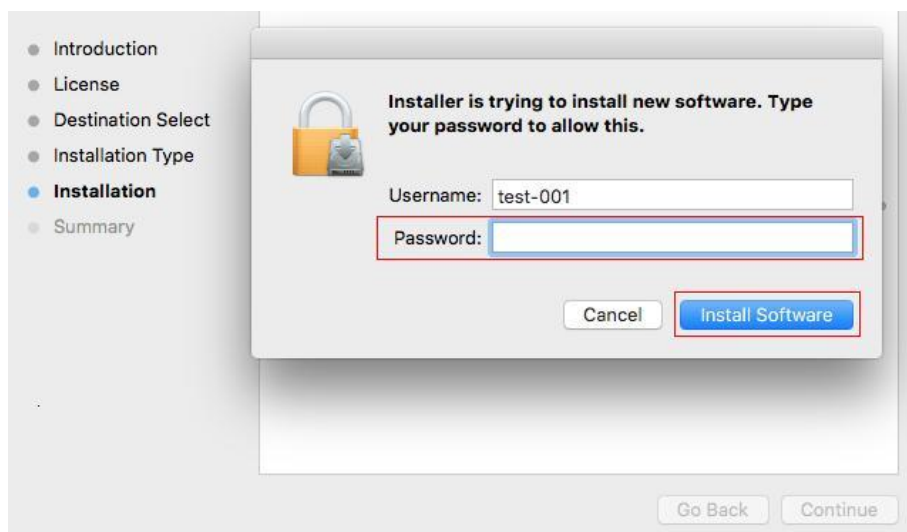 Introduction
License
Destination Select
Installation Type
Installation
Summary
Installer is trying to install new software. Type
your password to allow this.
Username: test-001
Password:
Cancel Install Software
Go Back Continue